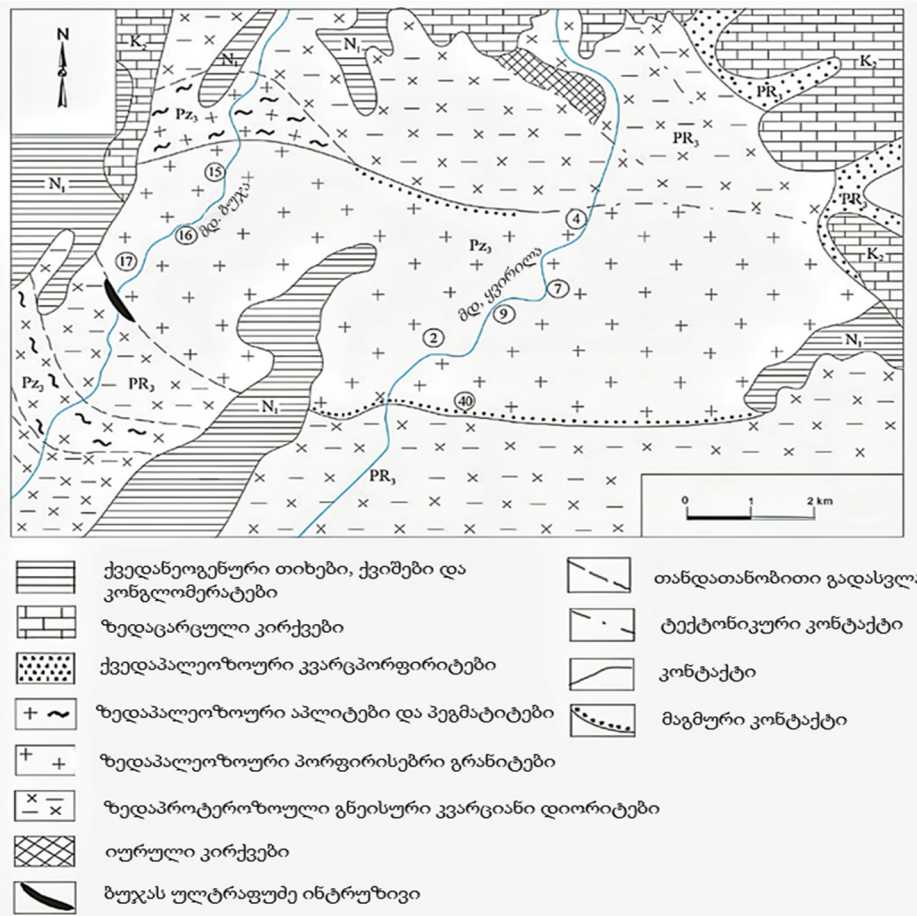 N
K₂
N₁
N₁
K₂
Pz₃
PR₃
PR₃
N₁
15
მდ. ბუჯა
16
PR₃
4
Pz₃
K₂
17
მდ. ყვირილა
7
9
2
N₁
Pz₃
PR₃
N₁
40
PR₃
0 1 2 km
ქვედანეოგენური თიხები, ქვიშები და
კონგლომერატები
ზედაცარცული კირქვები
ქვედაპალეოზოური კვარცპორფირიტები
ზედაპალეოზოური აპლიტები და პეგმატიტები
ზედაპალეოზოური პორფირისებრი გრანიტები
ზედაპროტეროზოული გნეისური კვარციანი დიორიტები
იურული კირქვები
ბუჯას ულტრაფუძე ინტრუზივი
თანდათანობითი გადასვლა
ტექტონიკური კონტაქტი
კონტაქტი
მაგმური კონტაქტი